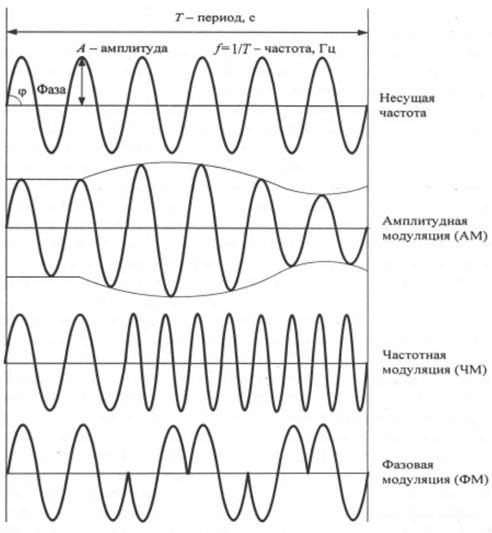 T – период, с
A – амплитуда
f=1/T – частота, Гц
φ
Фаза
Несущая
частота
Амплитудная
модуляция (АМ)
Частотная
модуляция (ЧМ)
Фазовая
модуляция (ФМ)